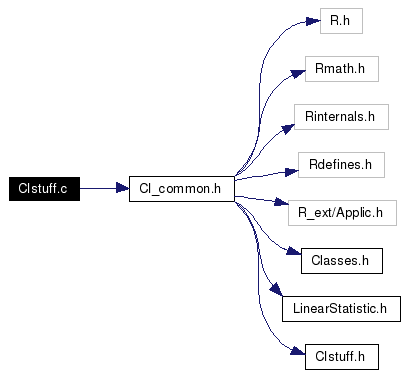 R.h
Rmath.h
Rinternals.h
Rdefines.h
CIstuff.c
CI_common.h
R_ext/Applic.h
Classes.h
LinearStatistic.h
CIstuff.h